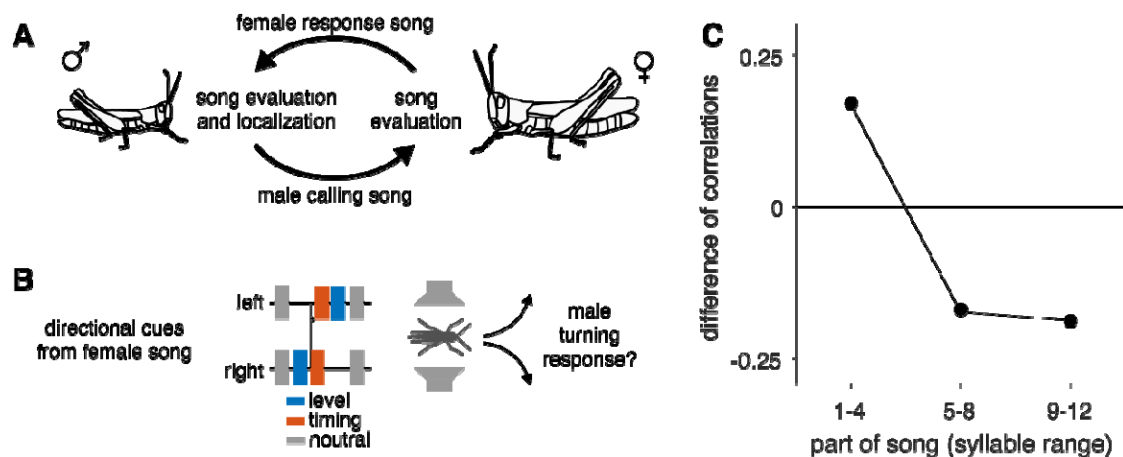 A
♂
♀
female response song
song evaluation
and localization
song
evaluation
male calling song
B
directional cues
from female song
left
right
level
timing
noutral
male
turning
response?
C
difference of correlations
0.25
0
-0.25
1-4
5-8
9-12
part of song (syllable range)